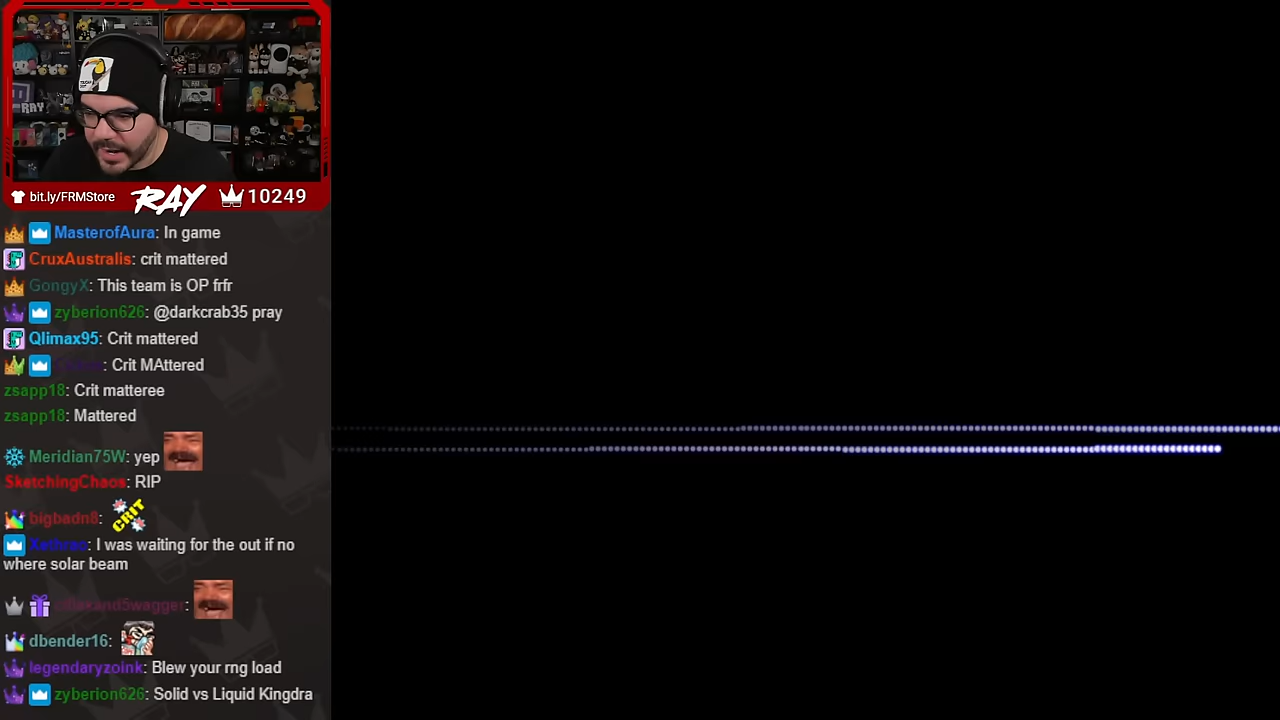 RAY
bit.ly/FRMStore RAY 10249
MasterofAura: In game
CruxAustralis: crit mattered
GongyX: This team is OP frfr
zyberion626: @darkcrab35 pray
Qlimax95: Crit mattered
: Crit MAttered
zsapp18: Crit matteree
zsapp18: Mattered
Meridian75W: yep
SketchingChaos: RIP
bigbadn8: CRIT
: I was waiting for the out if no
where solar beam
dbender16:
legendaryzoink: Blew your rng load
zyberion626: Solid vs Liquid Kingdra